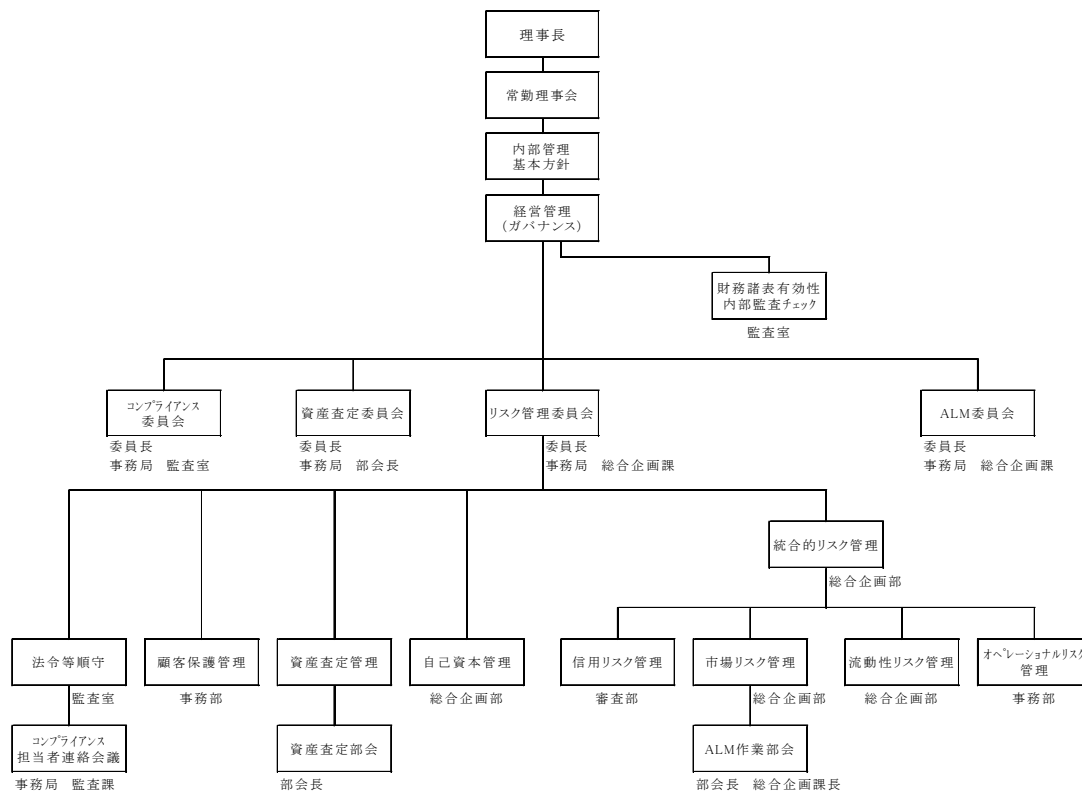 理事長
常勤理事会
内部管理
基本方針
経営管理
(ガバナンス)
財務諸表有効性
内部監査チェック
監査室
コンプライアンス
委員会
委員長
事務局 監査室
資産査定委員会
委員長
事務局 部会長
リスク管理委員会
委員長
事務局 総合企画課
ALM委員会
委員長
事務局 総合企画課
統合的リスク管理
総合企画部
法令等順守
監査室
顧客保護管理
事務部
資産査定管理
自己資本管理
総合企画部
信用リスク管理
審査部
市場リスク管理
総合企画部
流動性リスク管理
総合企画部
オペレーショナルリスク
管理
事務部
コンプライアンス
担当者連絡会議
事務局 監査課
資産査定部会
部会長
ALM作業部会
部会長 総合企画課長